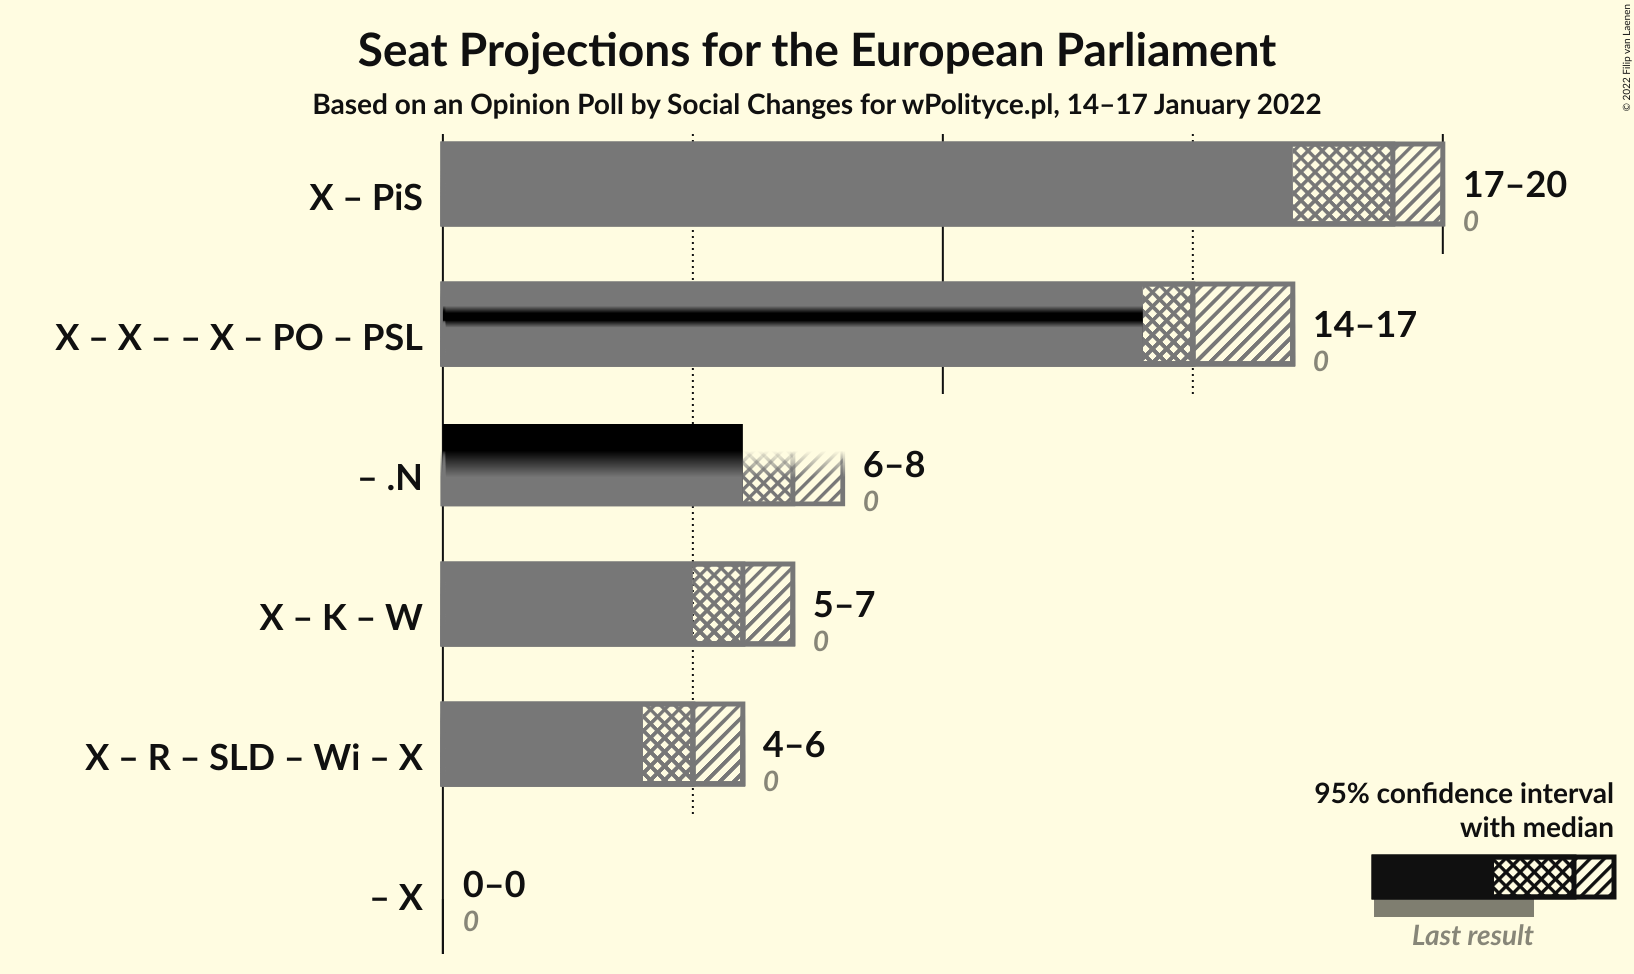 Seat Projections for the European Parliament
Based on an Opinion Poll by Social Changes for wPolityce.pl, 14–17 January 2022
© 2022 Filip van Laenen
X – PiS
17–20
0
X – X – – X – PO – PSL
14–17
0
– .N
6–8
0
X – K – W
5–7
0
X – R – SLD – Wi – X
4–6
0
– X
0–0
0
95% confidence interval
with median
Last result